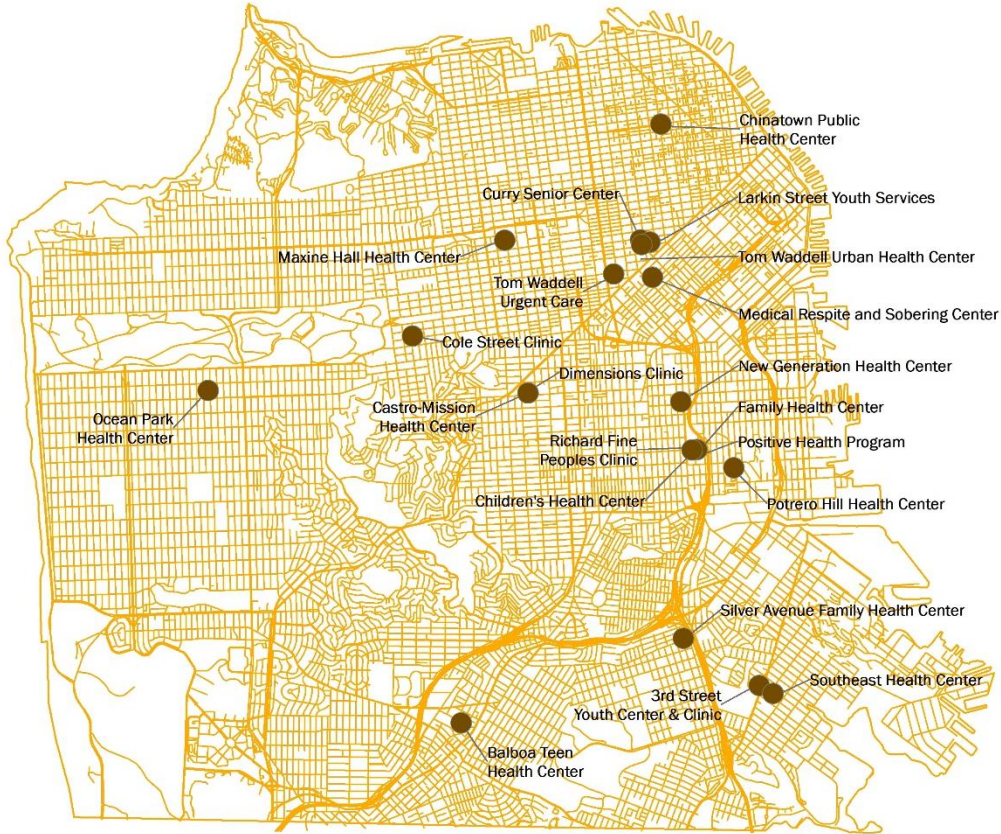 Chinatown Public
Health Center
Curry Senior Center
Larkin Street Youth Services
Maxine Hall Health Center
Tom Waddell Urban Health Center
Tom Waddell
Urgent Care
Medical Respite and Sobering Center
Cole Street Clinic
Dimensions Clinic
New Generation Health Center
Ocean Park
Health Center
Castro-Mission
Health Center
Family Health Center
Richard Fine
Peoples Clinic
Positive Health Program
Children's Health Center
Potrero Hill Health Center
Silver Avenue Family Health Center
Southeast Health Center
3rd Street
Youth Center & Clinic
Balboa Teen
Health Center